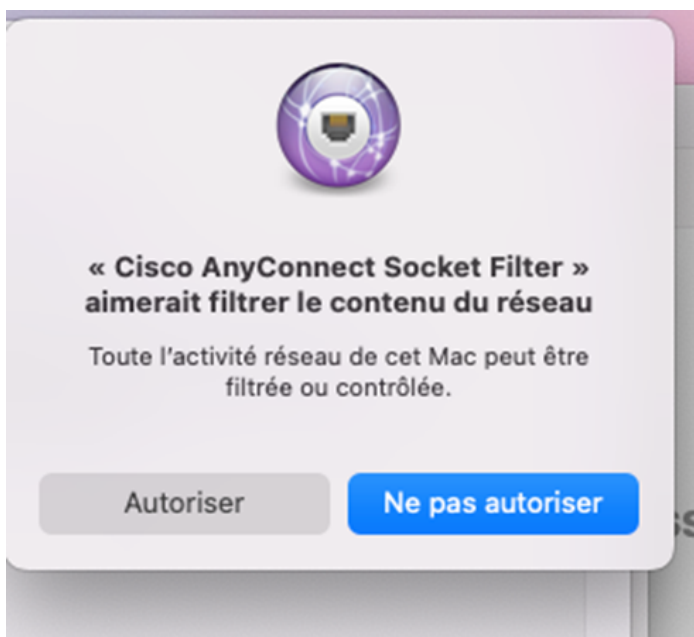 « Cisco AnyConnect Socket Filter »
aimerait filtrer le contenu du réseau
Toute l'activité réseau de cet Mac peut être
filtrée ou contrôlée.
Autoriser
Ne pas autoriser